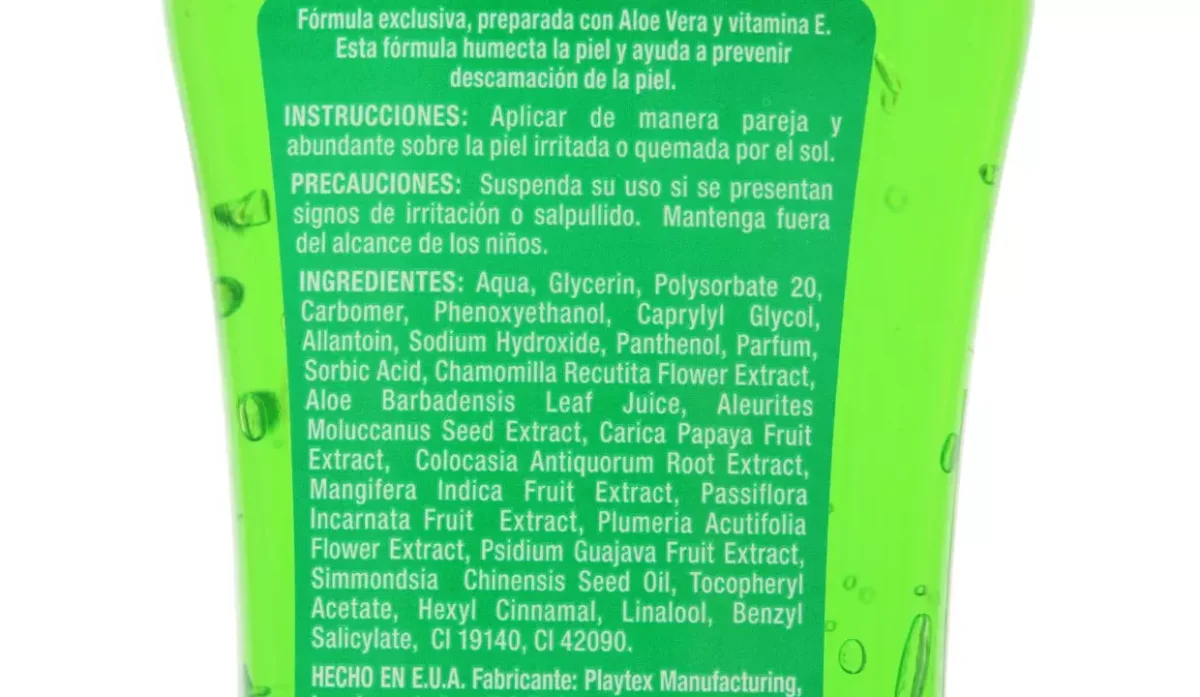 Fórmula exclusiva, preparada con Aloe Vera y vitamina E.
Esta fórmula humecta la piel y ayuda a prevenir
descamación de la piel.
INSTRUCCIONES: Aplicar de manera pareja y
abundante sobre la piel irritada o quemada por el sol.
PRECAUCIONES: Suspenda su uso si se presentan
signos de irritación o salpullido. Mantenga fuera
del alcance de los niños.
INGREDIENTES: Aqua, Glycerin, Polysorbate 20,
Carbomer, Phenoxyethanol, Caprylyl Glycol,
Allantoin, Sodium Hydroxide, Panthenol, Parfum,
Sorbic Acid, Chamomilla Recutita Flower Extract,
Aloe Barbadensis Leaf Juice, Aleurites
Moluccanus Seed Extract, Carica Papaya Fruit
Extract, Colocasia Antiquorum Root Extract,
Mangifera Indica Fruit Extract, Passiflora
Incarnata Fruit Extract, Plumeria Acutifolia
Flower Extract, Psidium Guajava Fruit Extract,
Simmondsia Chinensis Seed Oil, Tocopheryl
Acetate, Hexyl Cinnamal, Linalool, Benzyl
Salicylate, CI 19140, CI 42090.
HECHO EN E.U.A. Fabricante: Playtex Manufacturing,